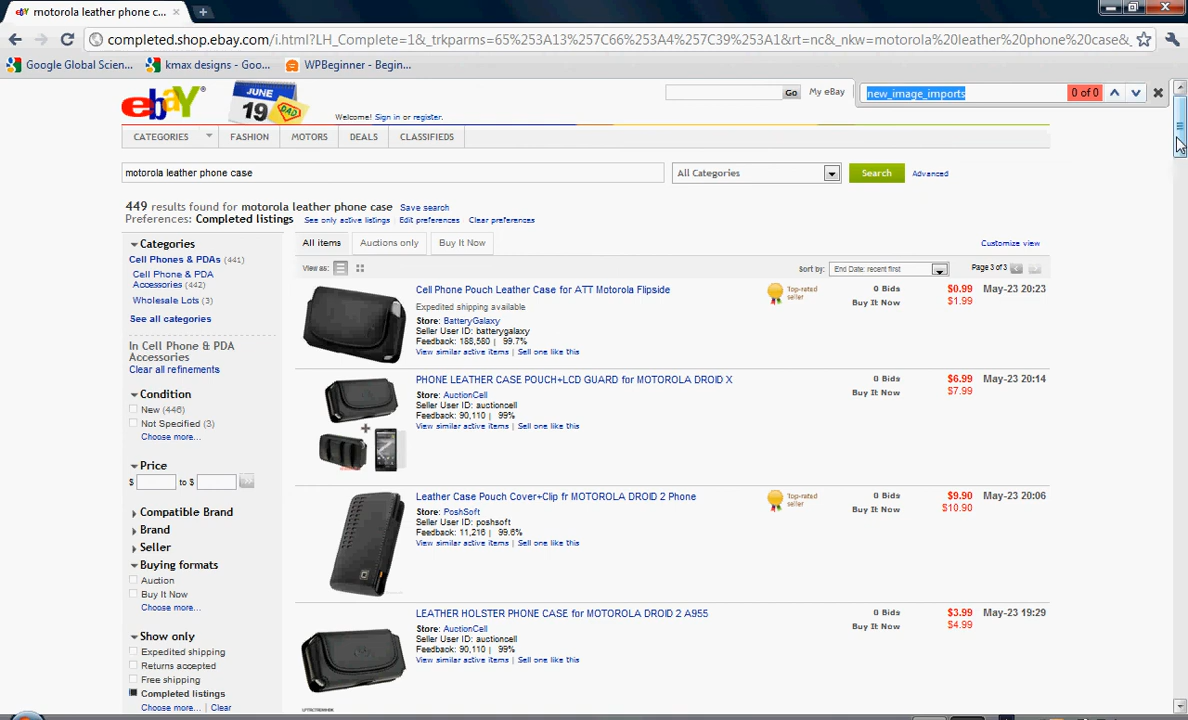 motorola leather phone c...
completed.shop.ebay.com/i.html?LH_Complete=1&_trkparms=65%253A13%257C66%253A4%257C39%253A1&rt=nc&_nkw=motorola%20leather%20phone%20case&_
Google Global Scien... kmax designs - Goo... WPBeginner - Begin...
new_image_imports 0 of 0
ebay JUNE 19 DAD
Welcome! Sign in or register.
Go My eBay
CATEGORIES FASHION MOTORS DEALS CLASSIFIEDS
motorola leather phone case All Categories Search Advanced
449 results found for motorola leather phone case Save search
Preferences: Completed listings See only active listings | Edit preferences | Clear preferences
Categories
Cell Phones & PDAs (441)
Cell Phone & PDA
Accessories (442)
Wholesale Lots (3)
See all categories
In Cell Phone & PDA
Accessories
Clear all refinements
Condition
New (446)
Not Specified (3)
Choose more...
Price
$ to $
Compatible Brand
Brand
Seller
Buying formats
Auction
Buy It Now
Choose more...
Show only
Expedited shipping
Returns accepted
Free shipping
Completed listings
Choose more... | Clear
All items Auctions only Buy It Now Customize view
View as: Sort by: End Date: recent first Page 3 of 3
Cell Phone Pouch Leather Case for ATT Motorola Flipside Top-rated seller 0 Bids $0.99 May-23 20:23
Buy It Now $1.99
Expedited shipping available
Store: BatteryGalaxy
Seller User ID: batterygalaxy
Feedback: 188,580 | 99.7%
View similar active items | Sell one like this
PHONE LEATHER CASE POUCH+LCD GUARD for MOTOROLA DROID X 0 Bids $6.99 May-23 20:14
Buy It Now $7.99
Store: AuctionCell
Seller User ID: auctioncell
Feedback: 90,110 | 99%
View similar active items | Sell one like this
Leather Case Pouch Cover+Clip fr MOTOROLA DROID 2 Phone Top-rated seller 0 Bids $9.90 May-23 20:06
Buy It Now $10.90
Store: PoshSoft
Seller User ID: poshsoft
Feedback: 11,216 | 99.6%
View similar active items | Sell one like this
LEATHER HOLSTER PHONE CASE for MOTOROLA DROID 2 A955 0 Bids $3.99 May-23 19:29
Buy It Now $4.99
Store: AuctionCell
Seller User ID: auctioncell
Feedback: 90,110 | 99%
View similar active items | Sell one like this